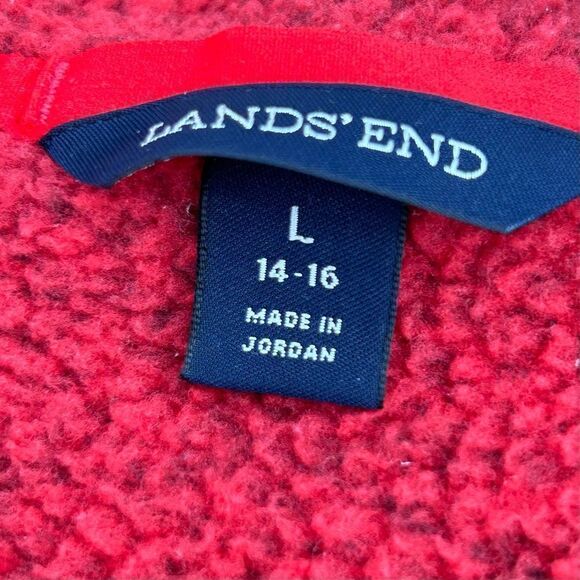 LANDS' END
L
14-16
MADE IN
JORDAN